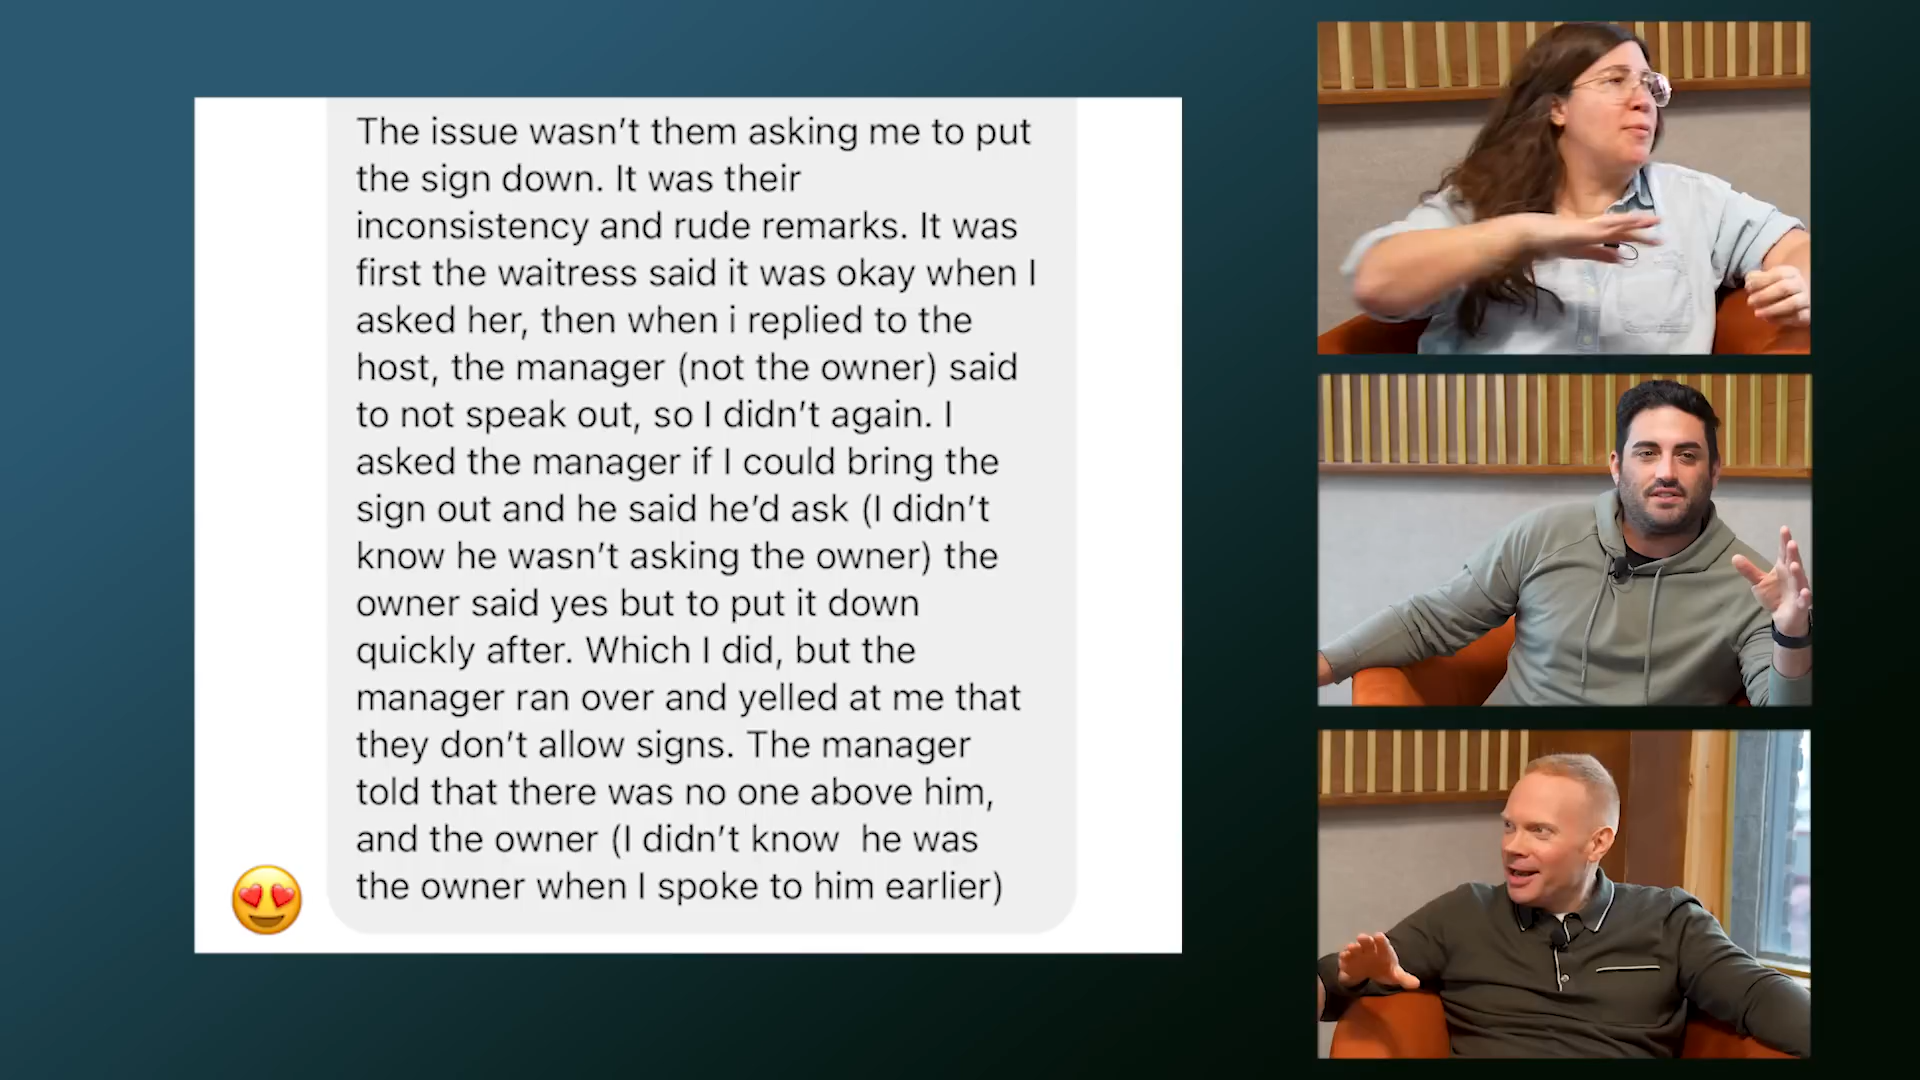 The issue wasn’t them asking me to put
the sign down. It was their
inconsistency and rude remarks. It was
first the waitress said it was okay when I
asked her, then when i replied to the
host, the manager (not the owner) said
to not speak out, so I didn’t again. I
asked the manager if I could bring the
sign out and he said he’d ask (I didn’t
know he wasn’t asking the owner) the
owner said yes but to put it down
quickly after. Which I did, but the
manager ran over and yelled at me that
they don’t allow signs. The manager
told that there was no one above him,
and the owner (I didn’t know  he was
the owner when I spoke to him earlier)